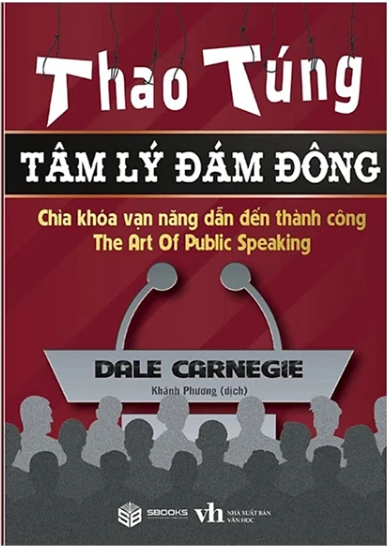 Thao Túng
TÂM LÝ ĐÁM ĐÔNG
Chìa khóa vạn năng dẫn đến thành công
The Art Of Public Speaking
DALE CARNEGIE
Khánh Phương (dịch)
SBOOKS
vh NHÀ XUẤT BẢN
VĂN HỌC